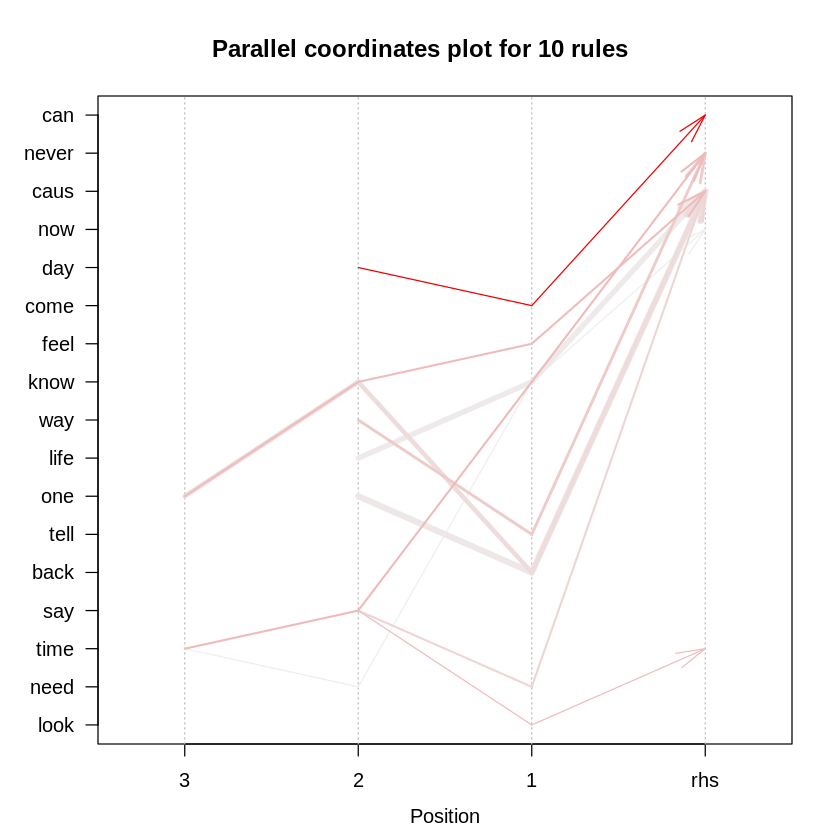 Parallel coordinates plot for 10 rules
can
never
caus
now
day
come
feel
know
way
life
one
tell
back
say
time
need
look
3 2 1 rhs
Position